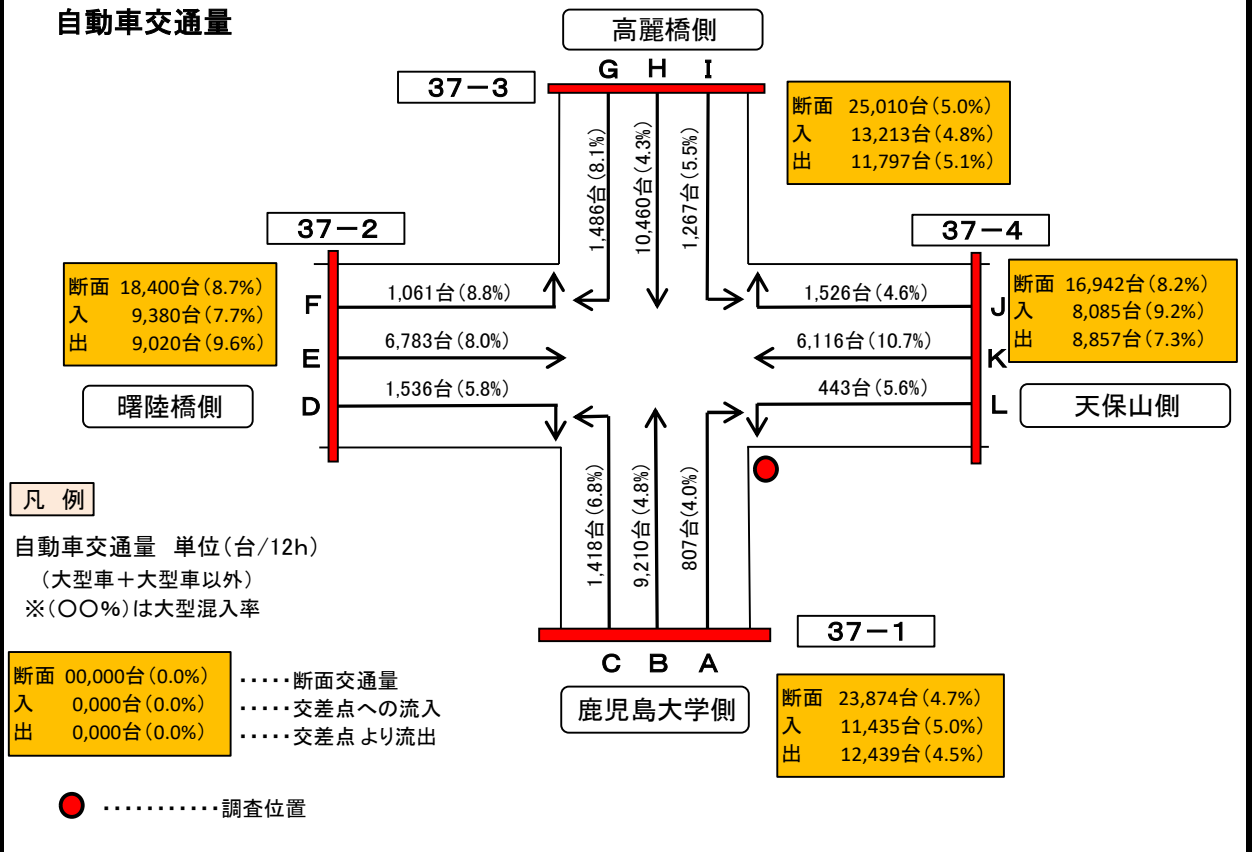 自動車交通量
高麗橋側
G H I
37－3
断面 25,010台(5.0%)
入 13,213台(4.8%)
出 11,797台(5.1%)
1,486台(8.1%)
10,460台(4.3%)
1,267台(5.5%)
37－2
37－4
断面 18,400台(8.7%)
入 9,380台(7.7%)
出 9,020台(9.6%)
F
1,061台(8.8%)
E
6,783台(8.0%)
D
1,536台(5.8%)
曙陸橋側
1,526台(4.6%)
J
6,116台(10.7%)
K
443台(5.6%)
L
断面 16,942台(8.2%)
入 8,085台(9.2%)
出 8,857台(7.3%)
天保山側
1,418台(6.8%)
9,210台(4.8%)
807台(4.0%)
C B A
37－1
鹿児島大学側
断面 23,874台(4.7%)
入 11,435台(5.0%)
出 12,439台(4.5%)
凡 例
自動車交通量 単位(台/12h)
(大型車＋大型車以外)
※(〇〇%)は大型混入率
断面 00,000台(0.0%) ・・・・・断面交通量
入 0,000台(0.0%) ・・・・・交差点への流入
出 0,000台(0.0%) ・・・・・交差点より流出
・・・・・・・・・・・調査位置